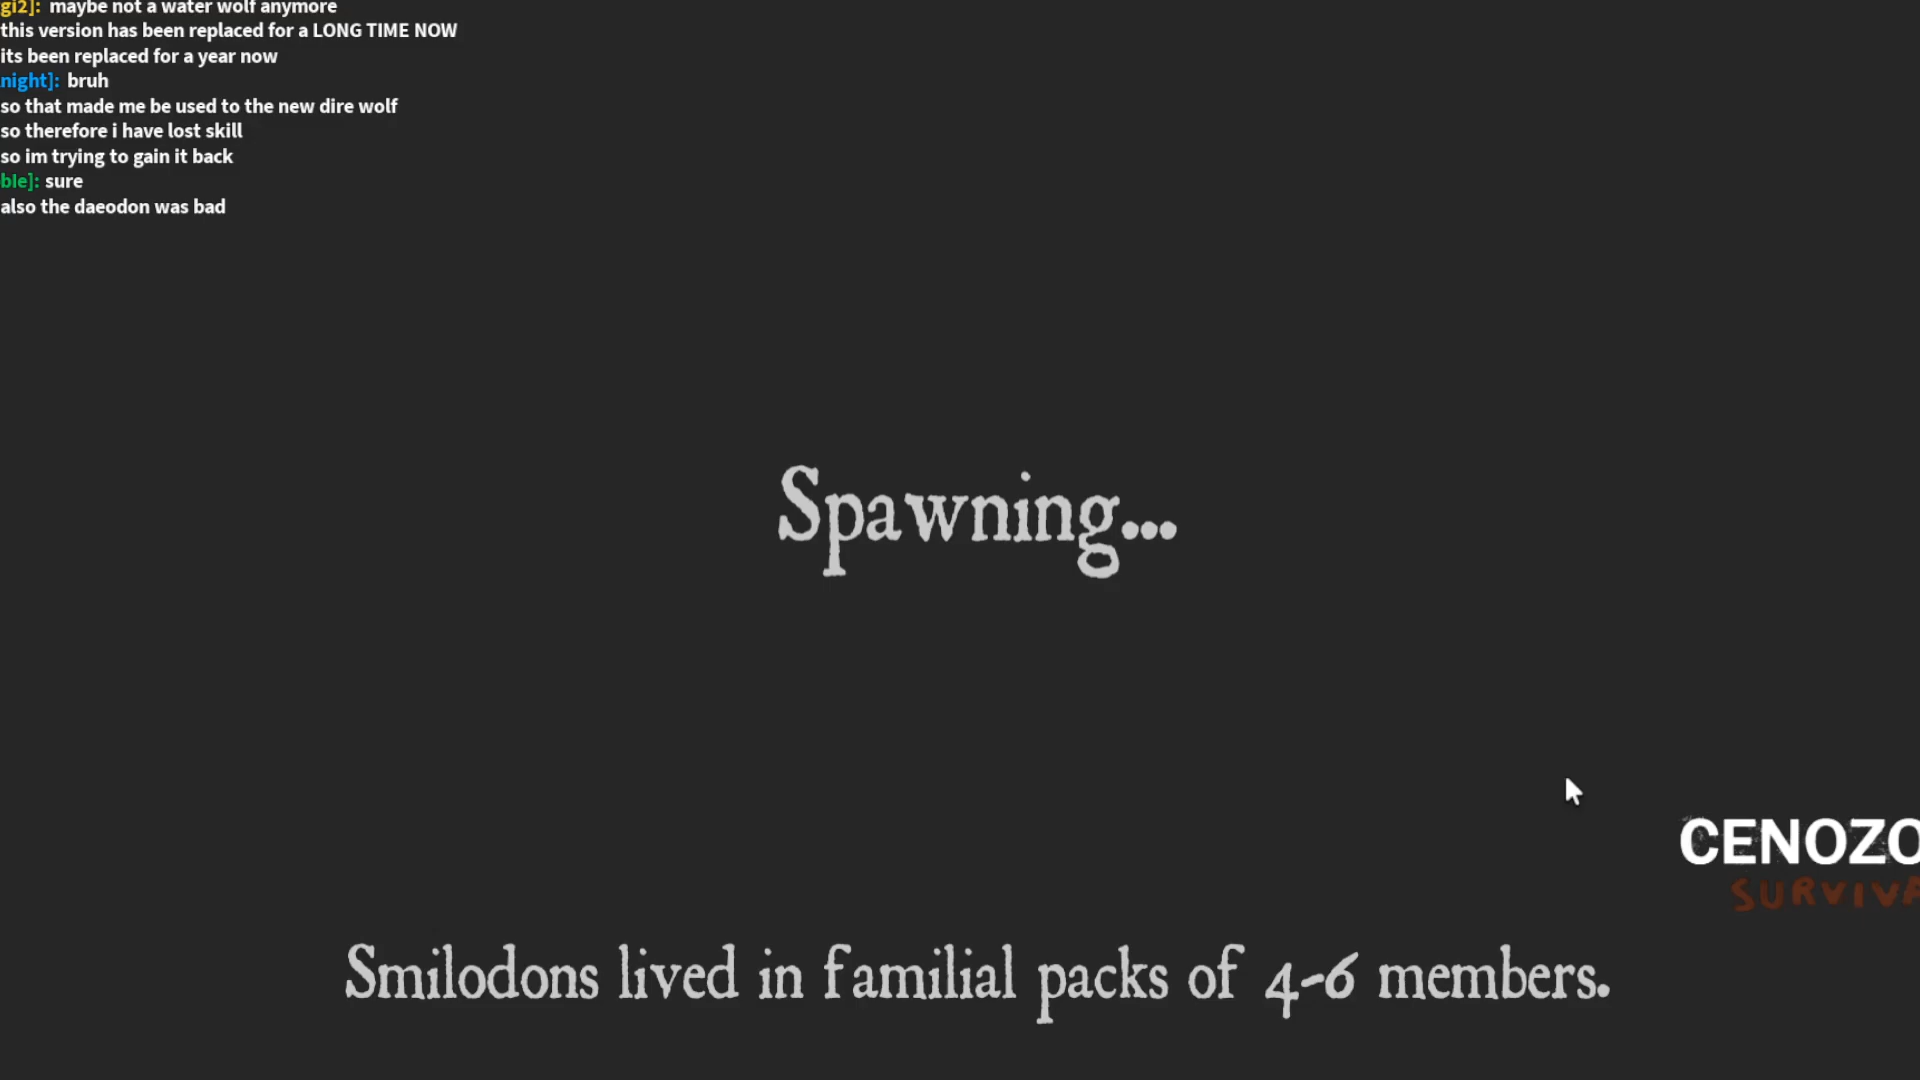 gi2]: maybe not a water wolf anymore
this version has been replaced for a LONG TIME NOW
its been replaced for a year now
night]: bruh
so that made me be used to the new dire wolf
so therefore i have lost skill
so im trying to gain it back
ble]: sure
also the daeodon was bad
Spawning...
CENOZO
SURVIVA
Smilodons lived in familial packs of 4-6 members.